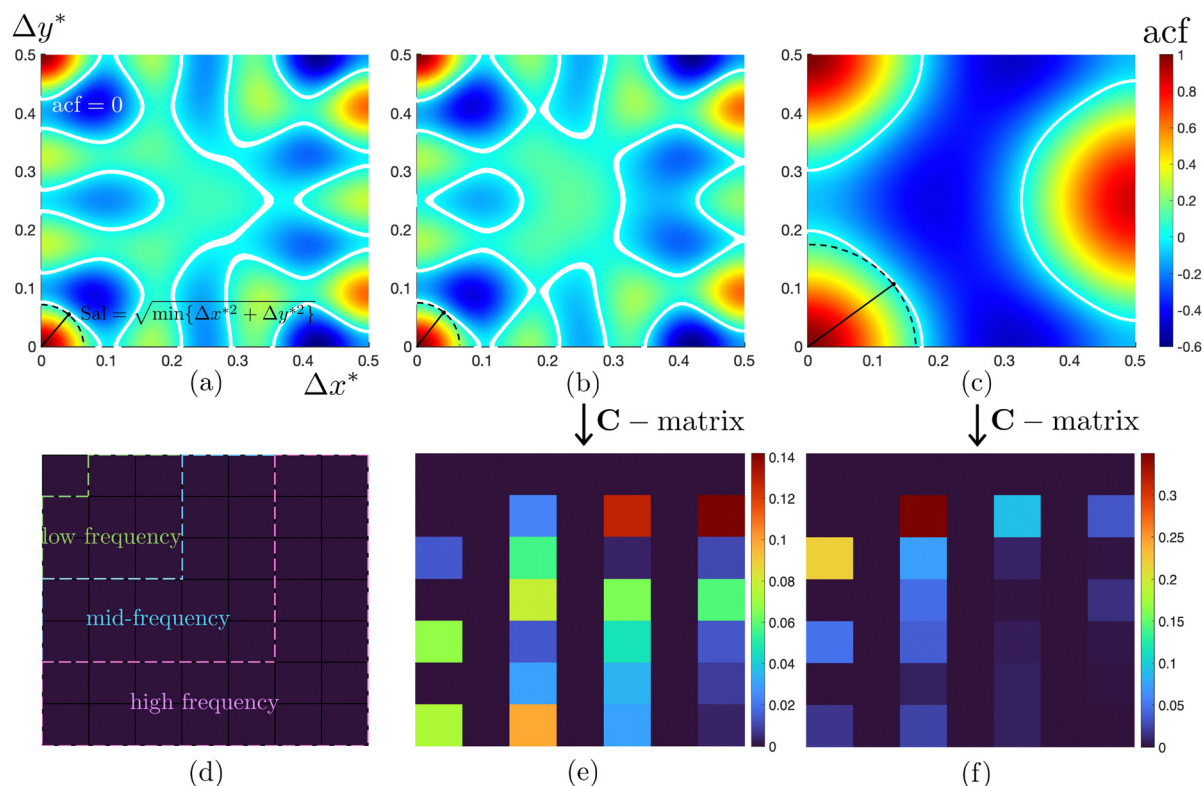 Δy*
acf
0.5
0.4
0.3
0.2
0.1
0
0 0.1 0.2 0.3 0.4 0.5
acf = 0
Sal = √min{Δx*² + Δy*²}
(a)
Δx*
0.5
0.4
0.3
0.2
0.1
0
0 0.1 0.2 0.3 0.4 0.5
(b)
0.5
0.4
0.3
0.2
0.1
0
0 0.1 0.2 0.3 0.4 0.5
(c)
1
0.8
0.6
0.4
0.2
0
-0.2
-0.4
-0.6
C − matrix
C − matrix
low frequency
mid-frequency
high frequency
(d)
0.14
0.12
0.1
0.08
0.06
0.04
0.02
0
(e)
0.3
0.25
0.2
0.15
0.1
0.05
0
(f)